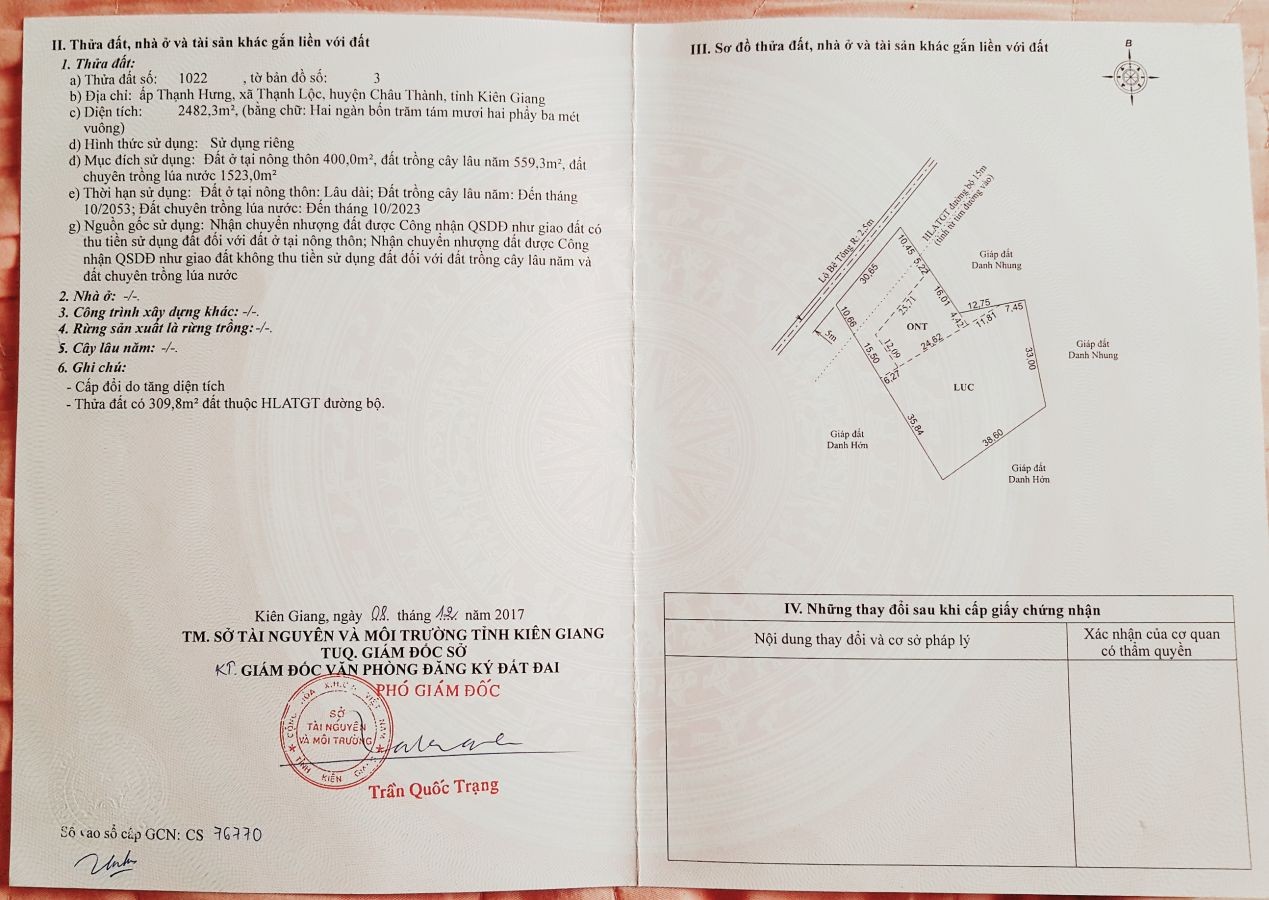 II. Thửa đất, nhà ở và tài sản khác gắn liền với đất
1. Thửa đất:
a) Thửa đất số: 1022 , tờ bản đồ số: 3
b) Địa chỉ: ấp Thạnh Hưng, xã Thạnh Lộc, huyện Châu Thành, tỉnh Kiên Giang
c) Diện tích: 2482,3m², (bằng chữ: Hai ngàn bốn trăm tám mươi hai phẩy ba mét
vuông)
d) Hình thức sử dụng: Sử dụng riêng
đ) Mục đích sử dụng: Đất ở tại nông thôn 400,0m², đất trồng cây lâu năm 559,3m², đất
chuyên trồng lúa nước 1523,0m²
e) Thời hạn sử dụng: Đất ở tại nông thôn: Lâu dài; Đất trồng cây lâu năm: Đến tháng
10/2053; Đất chuyên trồng lúa nước: Đến tháng 10/2023
g) Nguồn gốc sử dụng: Nhận chuyển nhượng đất được Công nhận QSDĐ như giao đất có
thu tiền sử dụng đất đối với đất ở tại nông thôn; Nhận chuyển nhượng đất được Công
nhận QSDĐ như giao đất không thu tiền sử dụng đất đối với đất trồng cây lâu năm và
đất chuyên trồng lúa nước
2. Nhà ở: -/-.
3. Công trình xây dựng khác: -/-.
4. Rừng sản xuất là rừng trồng:-/-.
5. Cây lâu năm: -/-.
6. Ghi chú:
- Cấp đổi do tăng diện tích
- Thửa đất có 309,8m² đất thuộc HLATGT đường bộ.
Kiên Giang, ngày 08 tháng 12 năm 2017
TM. SỞ TÀI NGUYÊN VÀ MÔI TRƯỜNG TỈNH KIÊN GIANG
TUQ. GIÁM ĐỐC SỞ
KT. GIÁM ĐỐC VĂN PHÒNG ĐĂNG KÝ ĐẤT ĐAI
PHÓ GIÁM ĐỐC
CỘNG HÒA X.H.C.N VIỆT NAM
SỞ
TÀI NGUYÊN
VÀ MÔI TRƯỜNG
TỈNH KIÊN GIANG
Trần Quốc Trạng
Số vào sổ cấp GCN: CS 76770
III. Sơ đồ thửa đất, nhà ở và tài sản khác gắn liền với đất
B
Lộ Bê Tông R: 2.5m
HLATGT đường bộ 15m
(tính từ tim đường vào)
10,45
5,22
30,65
Giáp đất
Danh Nhung
25,71
16,01
12,75
7,45
10,66
5m
ONT
4,42
11,81
24,62
12,09
15,50
6,27
33,00
Giáp đất
Danh Nhung
LUC
35,84
38,60
Giáp đất
Danh Hớn
Giáp đất
Danh Hớn
IV. Những thay đổi sau khi cấp giấy chứng nhận
Nội dung thay đổi và cơ sở pháp lý
Xác nhận của cơ quan
có thẩm quyền